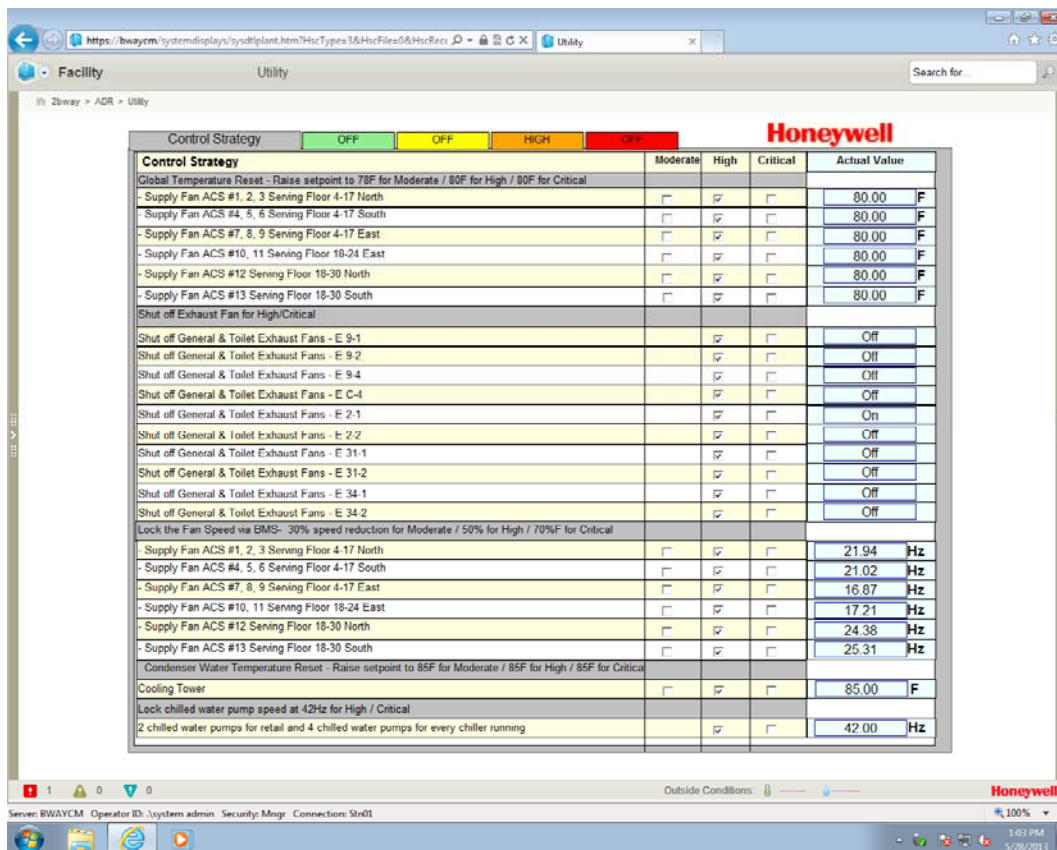 https://bwaycm/systemdisplays/sysdtlplant.htm?HscType=3&HscFile=0&HscRecc
Utility
Facility
Utility
Search for...
2bway > ADR > Utility
Honeywell
Control Strategy OFF OFF HIGH OFF
Control Strategy Moderate High Critical Actual Value
Global Temperature Reset - Raise setpoint to 78F for Moderate / 80F for High / 80F for Critical
- Supply Fan ACS #1, 2, 3 Serving Floor 4-17 North 80.00 F
- Supply Fan ACS #4, 5, 6 Serving Floor 4-17 South 80.00 F
- Supply Fan ACS #7, 8, 9 Serving Floor 4-17 East 80.00 F
- Supply Fan ACS #10, 11 Serving Floor 18-24 East 80.00 F
- Supply Fan ACS #12 Serving Floor 18-30 North 80.00 F
- Supply Fan ACS #13 Serving Floor 18-30 South 80.00 F
Shut off Exhaust Fan for High/Critical
Shut off General & Toilet Exhaust Fans - E 9-1 Off
Shut off General & Toilet Exhaust Fans - E 9-2 Off
Shut off General & Toilet Exhaust Fans - E 9-4 Off
Shut off General & Toilet Exhaust Fans - E C-4 Off
Shut off General & Toilet Exhaust Fans - E 2-1 On
Shut off General & Toilet Exhaust Fans - E 2-2 Off
Shut off General & Toilet Exhaust Fans - E 31-1 Off
Shut off General & Toilet Exhaust Fans - E 31-2 Off
Shut off General & Toilet Exhaust Fans - E 34-1 Off
Shut off General & Toilet Exhaust Fans - E 34-2 Off
Lock the Fan Speed via BMS- 30% speed reduction for Moderate / 50% for High / 70%F for Critical
- Supply Fan ACS #1, 2, 3 Serving Floor 4-17 North 21.94 Hz
- Supply Fan ACS #4, 5, 6 Serving Floor 4-17 South 21.02 Hz
- Supply Fan ACS #7, 8, 9 Serving Floor 4-17 East 16.87 Hz
- Supply Fan ACS #10, 11 Serving Floor 18-24 East 17.21 Hz
- Supply Fan ACS #12 Serving Floor 18-30 North 24.38 Hz
- Supply Fan ACS #13 Serving Floor 18-30 South 25.31 Hz
Condenser Water Temperature Reset - Raise setpoint to 85F for Moderate / 85F for High / 85F for Critica
Cooling Tower 85.00 F
Lock chilled water pump speed at 42Hz for High / Critical
2 chilled water pumps for retail and 4 chilled water pumps for every chiller running 42.00 Hz
1 0 0 Outside Conditions: Honeywell
Server: BWAYCM Operator ID: .\system admin Security: Mngr Connection: Stn01 100%
1:03 PM
5/28/2013